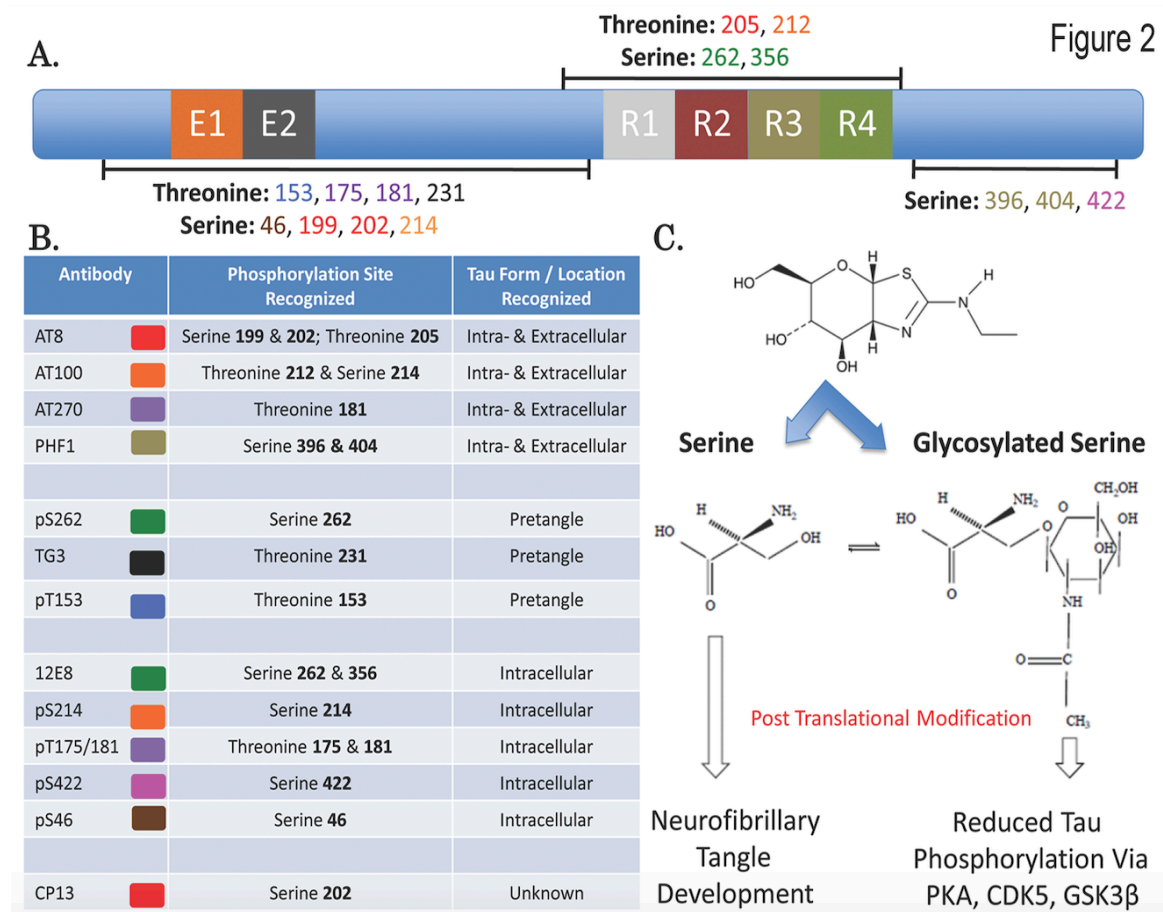 Figure 2
A.
Threonine: 205, 212
Serine: 262, 356
E1 E2 R1 R2 R3 R4
Threonine: 153, 175, 181, 231
Serine: 46, 199, 202, 214
Serine: 396, 404, 422
B.
Antibody Phosphorylation Site Recognized Tau Form / Location Recognized
AT8 Serine 199 & 202; Threonine 205 Intra- & Extracellular
AT100 Threonine 212 & Serine 214 Intra- & Extracellular
AT270 Threonine 181 Intra- & Extracellular
PHF1 Serine 396 & 404 Intra- & Extracellular
pS262 Serine 262 Pretangle
TG3 Threonine 231 Pretangle
pT153 Threonine 153 Pretangle
12E8 Serine 262 & 356 Intracellular
pS214 Serine 214 Intracellular
pT175/181 Threonine 175 & 181 Intracellular
pS422 Serine 422 Intracellular
pS46 Serine 46 Intracellular
CP13 Serine 202 Unknown
C.
H
HO O S H
N
HO N
H
OH
Serine Glycosylated Serine
H NH₂
HO OH
O
H NH₂ O CH₂OH
HO O OH
OH
O NH
O C
CH₃
Post Translational Modification
Neurofibrillary
Tangle
Development
Reduced Tau
Phosphorylation Via
PKA, CDK5, GSK3β